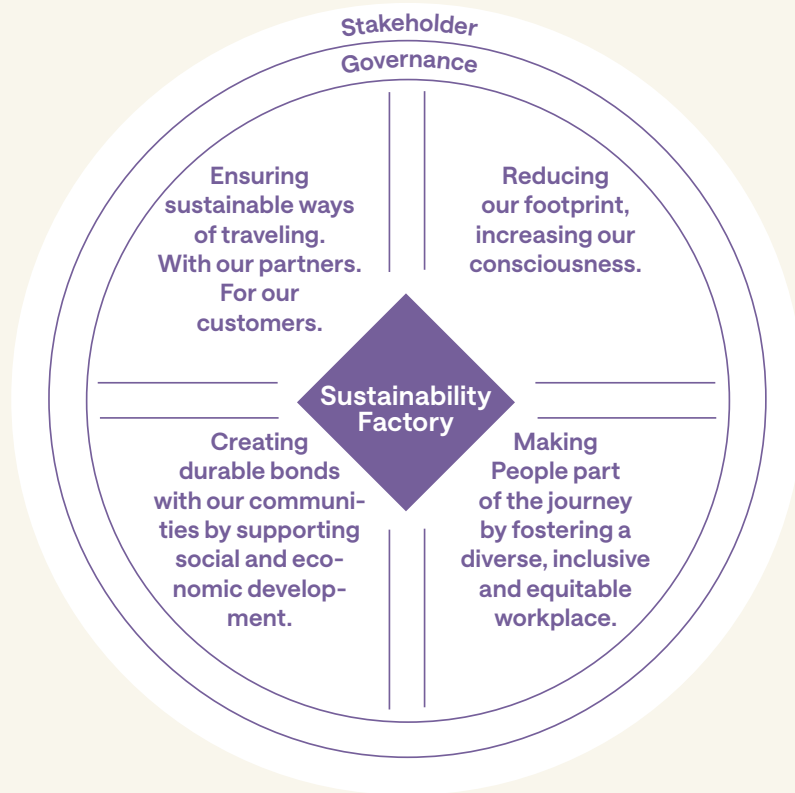 Stakeholder
Governance
Ensuring
sustainable ways
of traveling.
With our partners.
For our
customers.
Reducing
our footprint,
increasing our
consciousness.
Sustainability
Factory
Creating
durable bonds
with our communi-
ties by supporting
social and eco-
nomic develop-
ment.
Making
People part
of the journey
by fostering a
diverse, inclusive
and equitable
workplace.